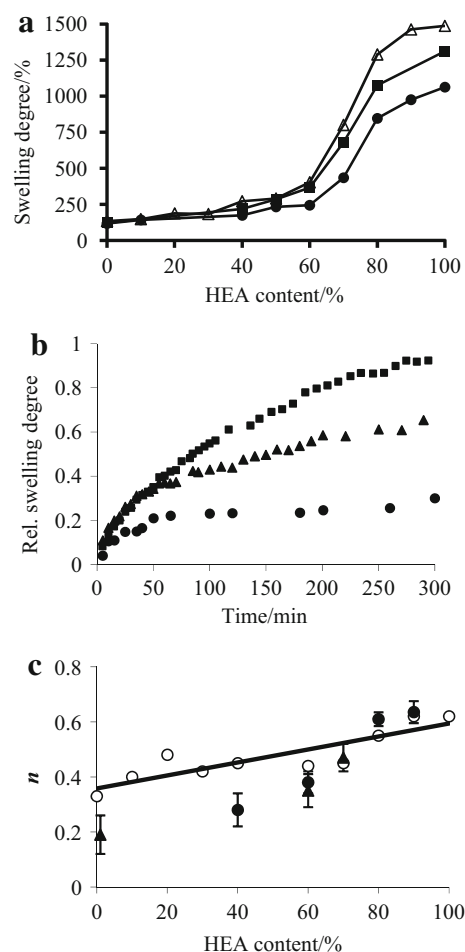 a
1500
1250
1000
750
500
250
0
Swelling degree/%
0 20 40 60 80 100
HEA content/%
b
1
0.8
0.6
0.4
0.2
0
Rel. swelling degree
0 50 100 150 200 250 300
Time/min
c
0.8
0.6
0.4
0.2
0
n
0 20 40 60 80 100
HEA content/%